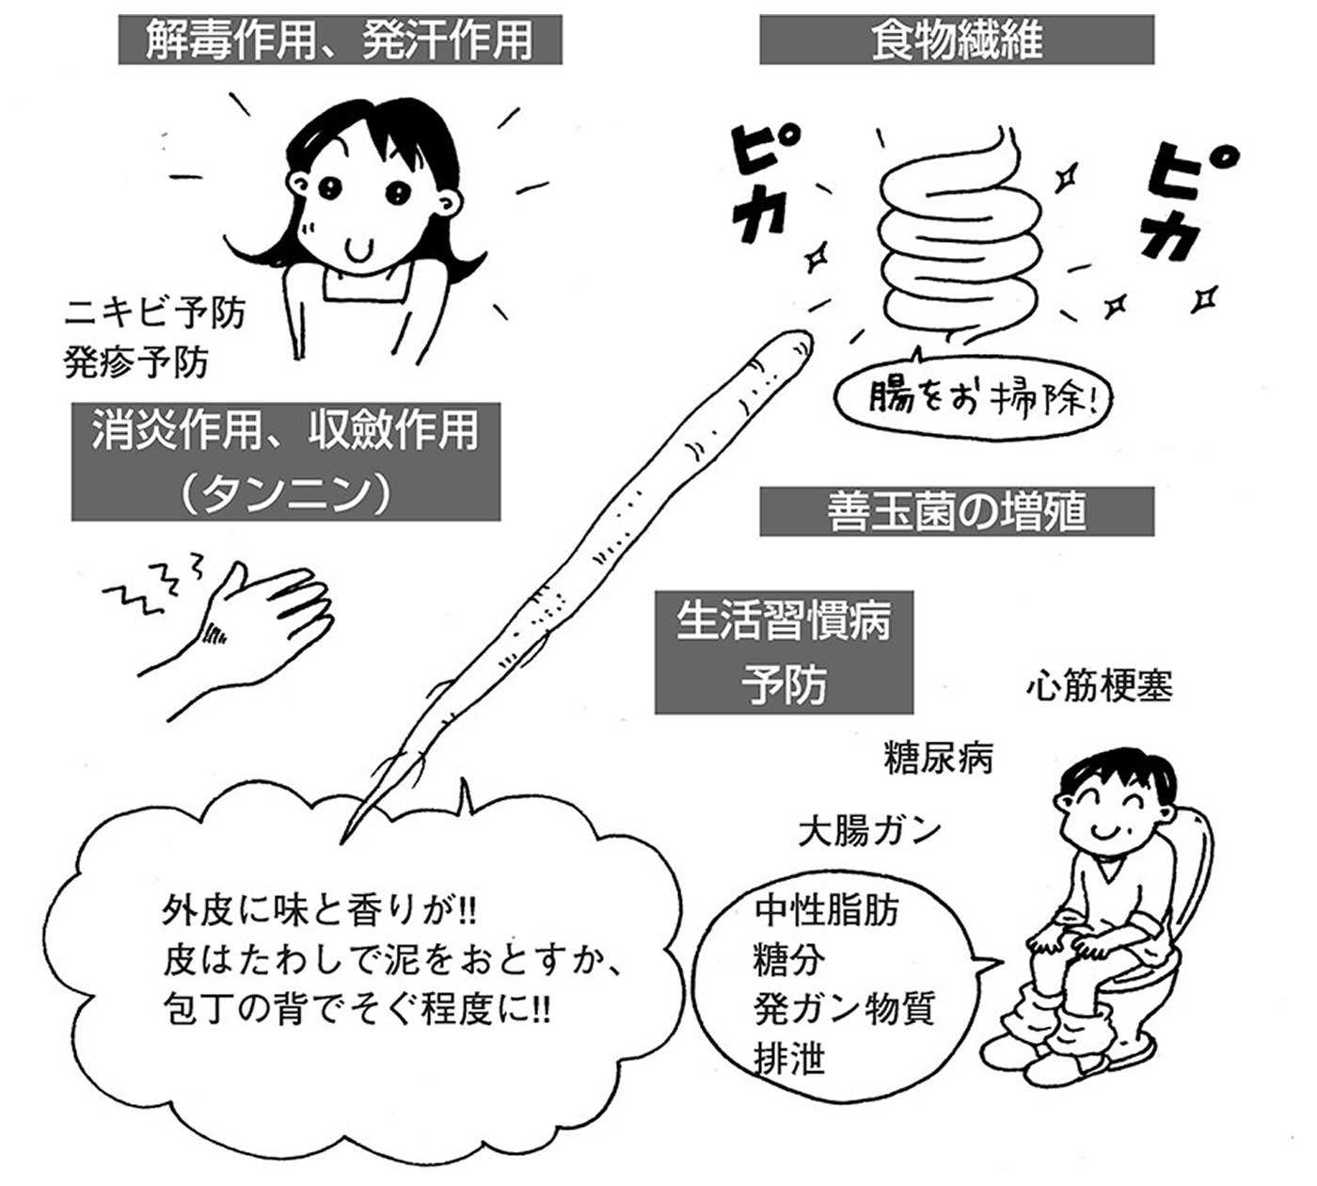 解毒作用、発汗作用
ニキビ予防
発疹予防
消炎作用、収斂作用
（タンニン）
食物繊維
ピカ
ピカ
腸をお掃除!
善玉菌の増殖
生活習慣病
予防
心筋梗塞
糖尿病
大腸ガン
中性脂肪
糖分
発ガン物質
排泄
外皮に味と香りが!!
皮はたわしで泥をおとすか、
包丁の背でそぐ程度に!!